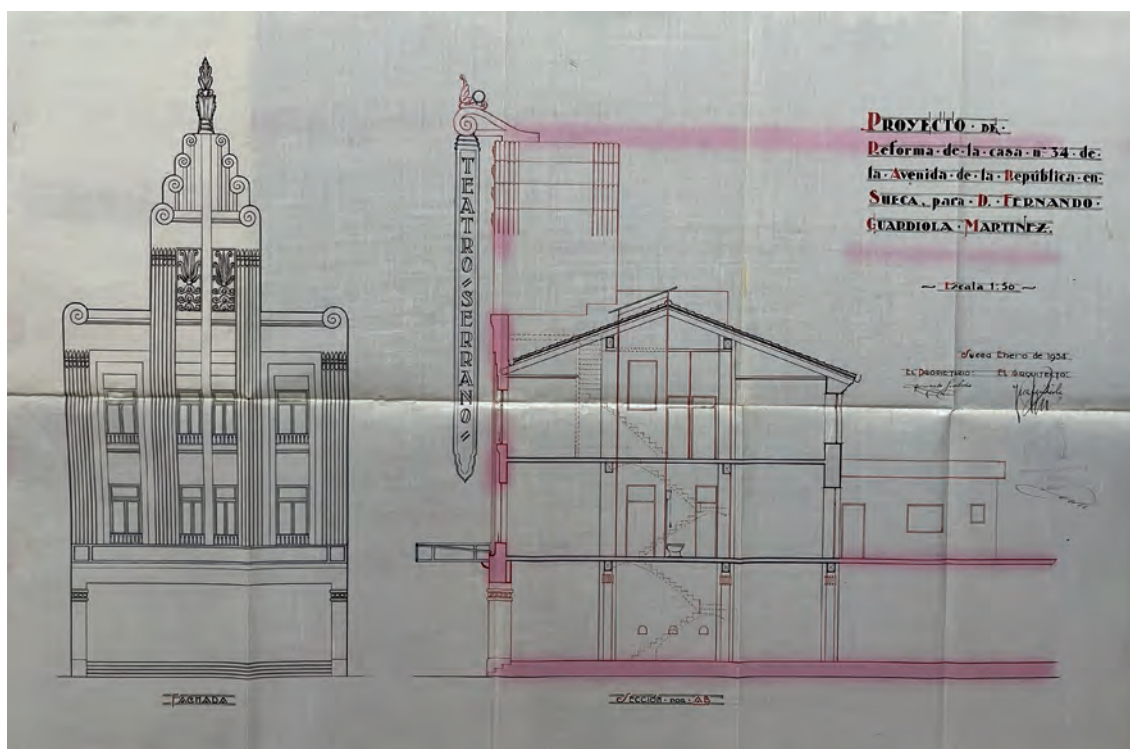 PROYECTO · DE ·
Reforma · de · la · casa · nº 34 · de ·
la · Avenida · de · la · República · en ·
SUECA, para · D. FERNANDO ·
GUARDIOLA · MARTINEZ.
~ Escala 1:50 ~
Sueca Enero de 1934
EL PROPIETARIO: EL ARQUITECTO:
TEATRO SERRANO
FACHADA
SECCIÓN · POR · AB